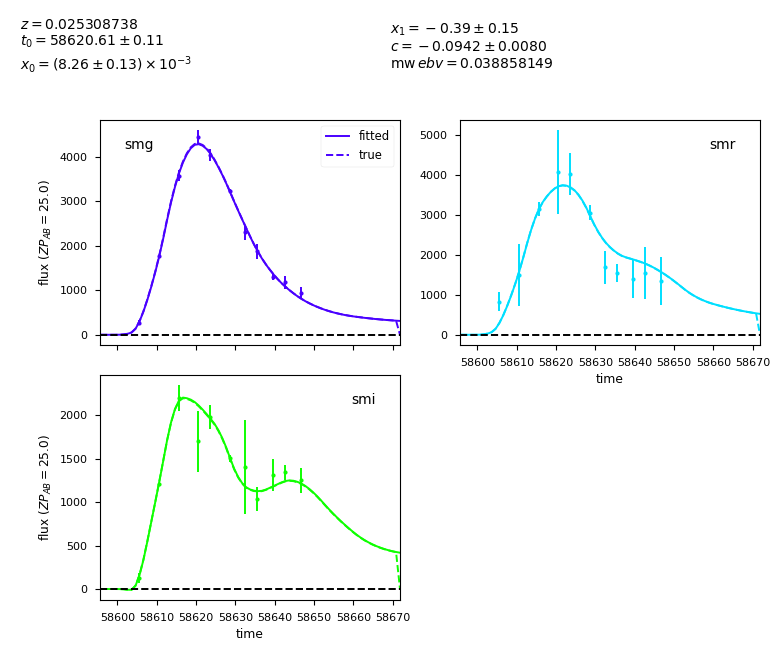 z = 0.025308738
t₀ = 58620.61 ± 0.11
x₀ = (8.26 ± 0.13) × 10⁻³
x₁ = −0.39 ± 0.15
c = −0.0942 ± 0.0080
mw ebv = 0.038858149
smg
fitted
true
4000
3000
2000
1000
0
flux (ZP_AB = 25.0)
smr
5000
4000
3000
2000
1000
0
58600 58610 58620 58630 58640 58650 58660 58670
time
smi
2000
1500
1000
500
0
flux (ZP_AB = 25.0)
58600 58610 58620 58630 58640 58650 58660 58670
time